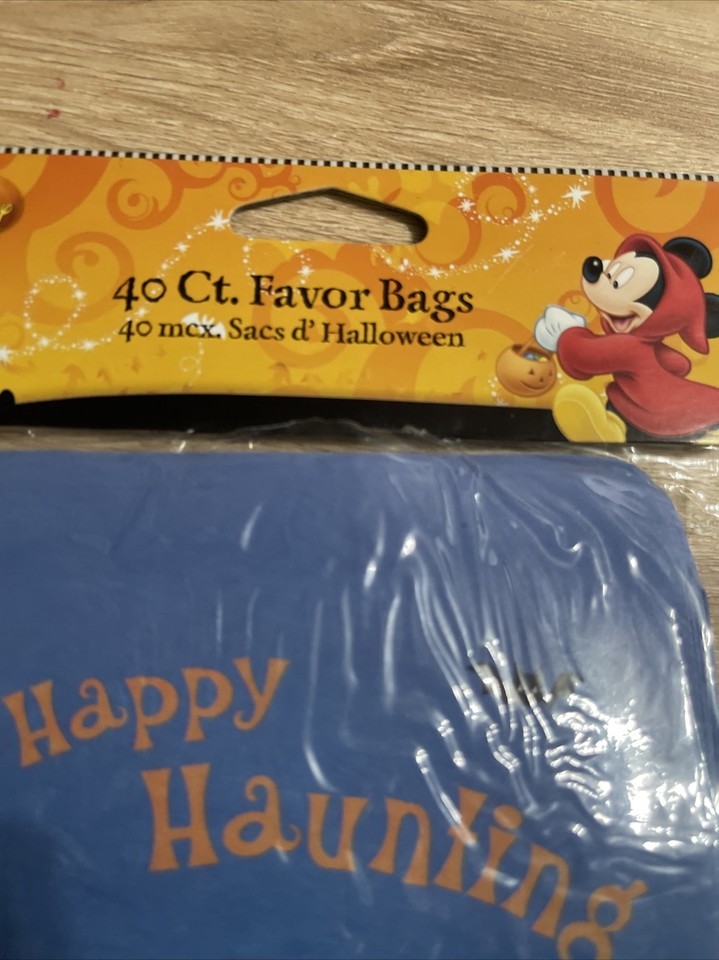 40 Ct. Favor Bags
40 mcx. Sacs d' Halloween
Happy
Haunting